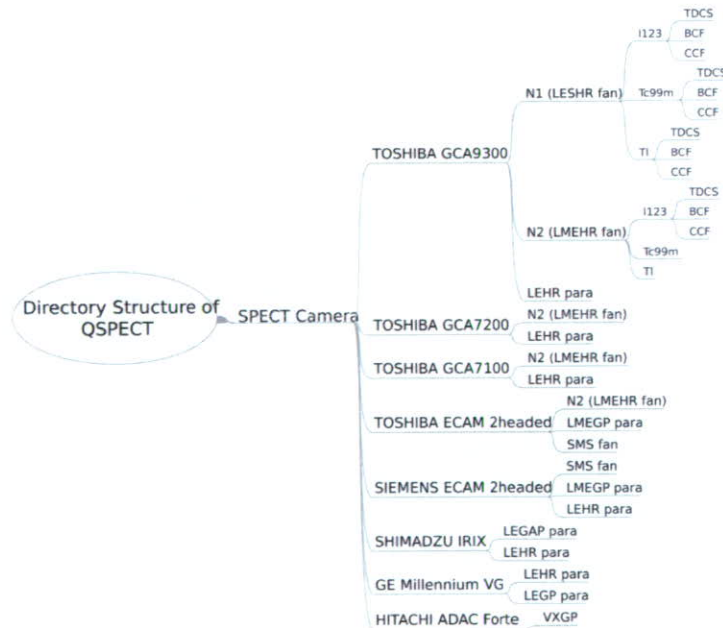 Directory Structure of
QSPECT
SPECT Camera
TOSHIBA GCA9300
N1 (LESHR fan)
I123
TDCS
BCF
CCF
Tc99m
TDCS
BCF
CCF
Tl
TDCS
BCF
CCF
N2 (LMEHR fan)
I123
TDCS
BCF
CCF
Tc99m
Tl
LEHR para
TOSHIBA GCA7200
N2 (LMEHR fan)
LEHR para
TOSHIBA GCA7100
N2 (LMEHR fan)
LEHR para
TOSHIBA ECAM 2headed
N2 (LMEHR fan)
LMEGP para
SMS fan
SIEMENS ECAM 2headed
SMS fan
LMEGP para
LEHR para
SHIMADZU IRIX
LEGAP para
LEHR para
GE Millennium VG
LEHR para
LEGP para
HITACHI ADAC Forte
VXGP